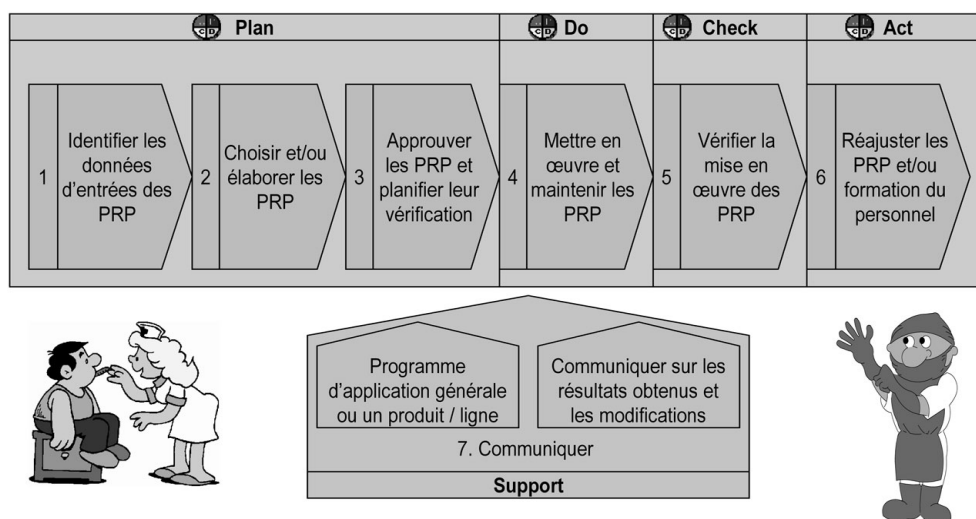 Plan
Do
Check
Act
1
Identifier les
données
d'entrées des
PRP
2
Choisir et/ou
élaborer les
PRP
3
Approuver
les PRP et
planifier leur
vérification
4
Mettre en
œuvre et
maintenir les
PRP
5
Vérifier la
mise en
œuvre des
PRP
6
Réajuster les
PRP et/ou
formation du
personnel
Programme
d'application générale
ou un produit / ligne
Communiquer sur les
résultats obtenus et
les modifications
7. Communiquer
Support